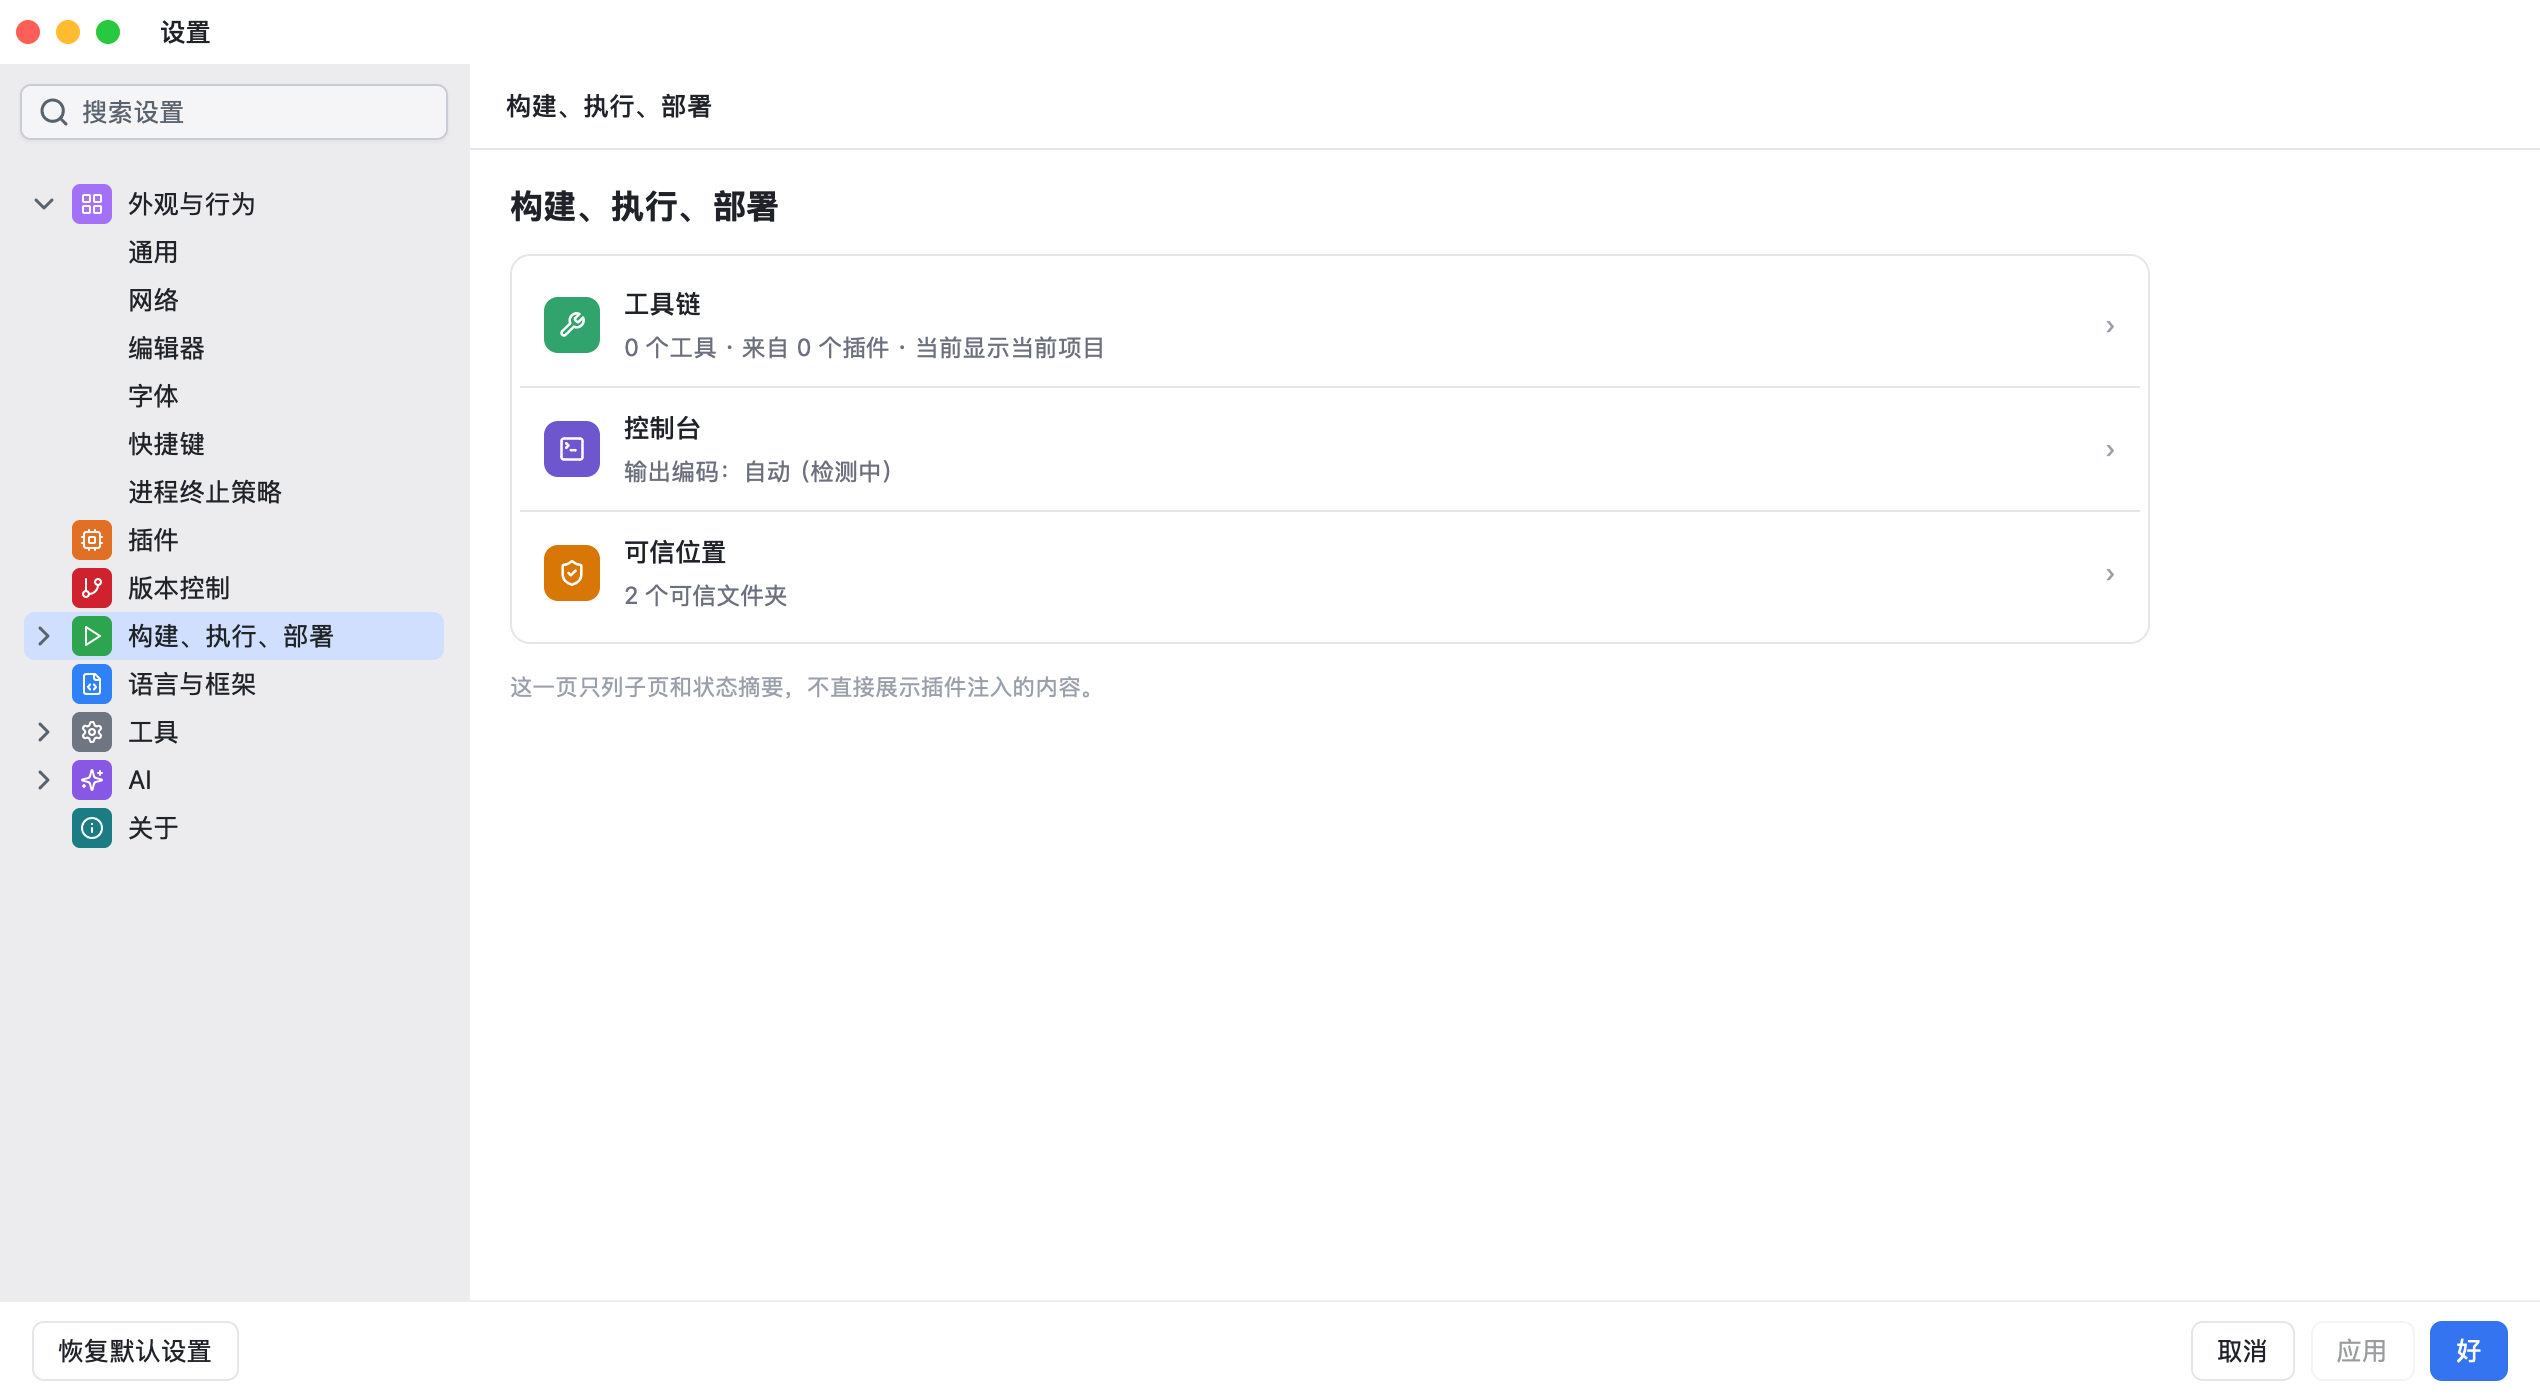 设置
搜索设置
外观与行为
通用
网络
编辑器
字体
快捷键
进程终止策略
插件
版本控制
构建、执行、部署
语言与框架
工具
AI
关于
构建、执行、部署
构建、执行、部署
工具链
0 个工具 · 来自 0 个插件 · 当前显示当前项目
控制台
输出编码：自动（检测中）
可信位置
2 个可信文件夹
这一页只列子页和状态摘要，不直接展示插件注入的内容。
恢复默认设置
取消
应用
好